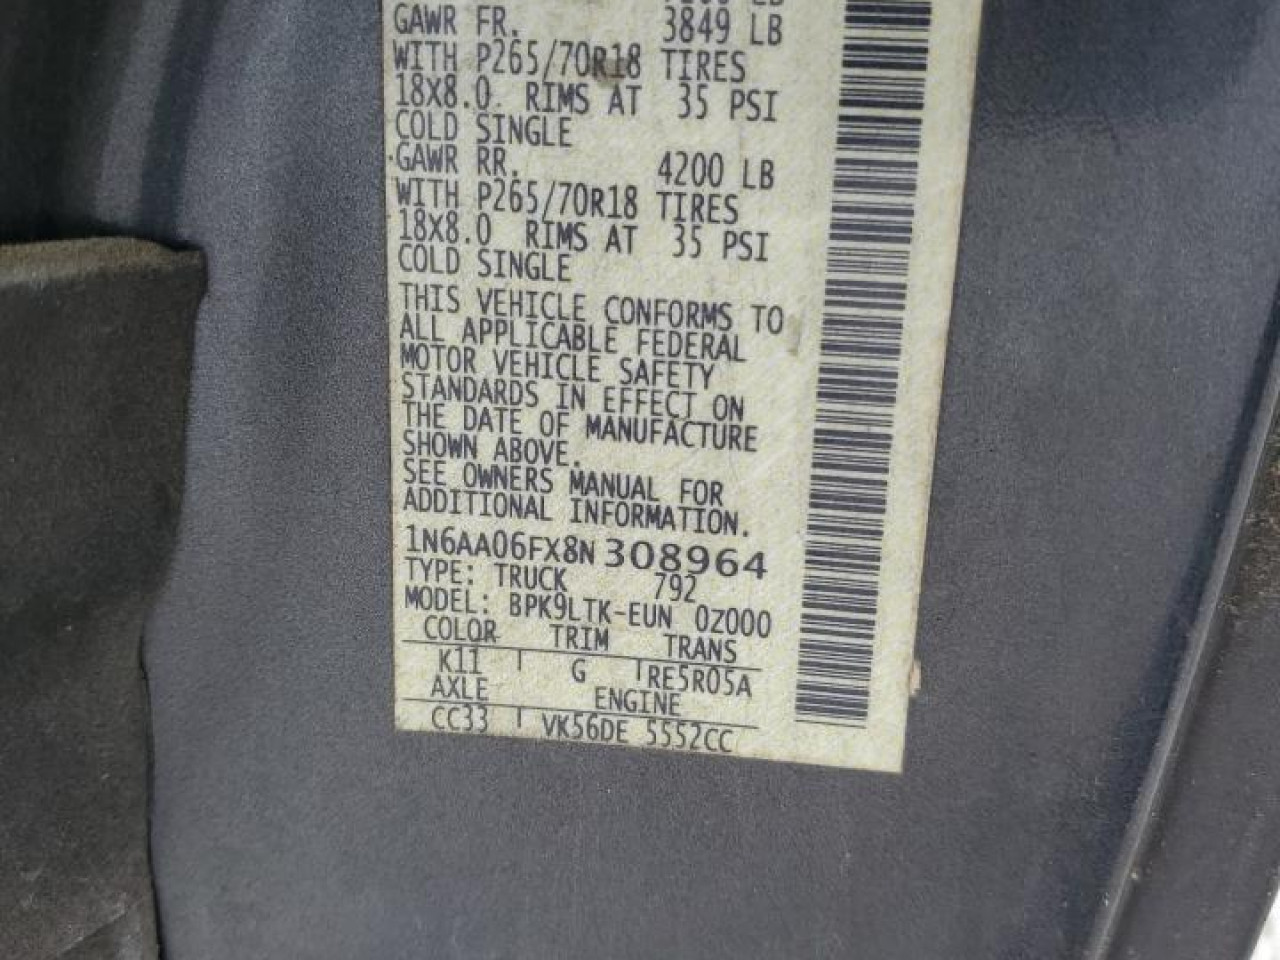 GAWR FR. 3849 LB
WITH P265/70R18 TIRES
18X8.0 RIMS AT 35 PSI
COLD SINGLE
GAWR RR. 4200 LB
WITH P265/70R18 TIRES
18X8.0 RIMS AT 35 PSI
COLD SINGLE
THIS VEHICLE CONFORMS TO
ALL APPLICABLE FEDERAL
MOTOR VEHICLE SAFETY
STANDARDS IN EFFECT ON
THE DATE OF MANUFACTURE
SHOWN ABOVE.
SEE OWNERS MANUAL FOR
ADDITIONAL INFORMATION.
1N6AA06FX8N308964
TYPE: TRUCK 792
MODEL: BPK9LTK-EUN 0Z000
COLOR TRIM TRANS
K11 G RE5R05A
AXLE ENGINE
CC33 VK56DE 5552CC